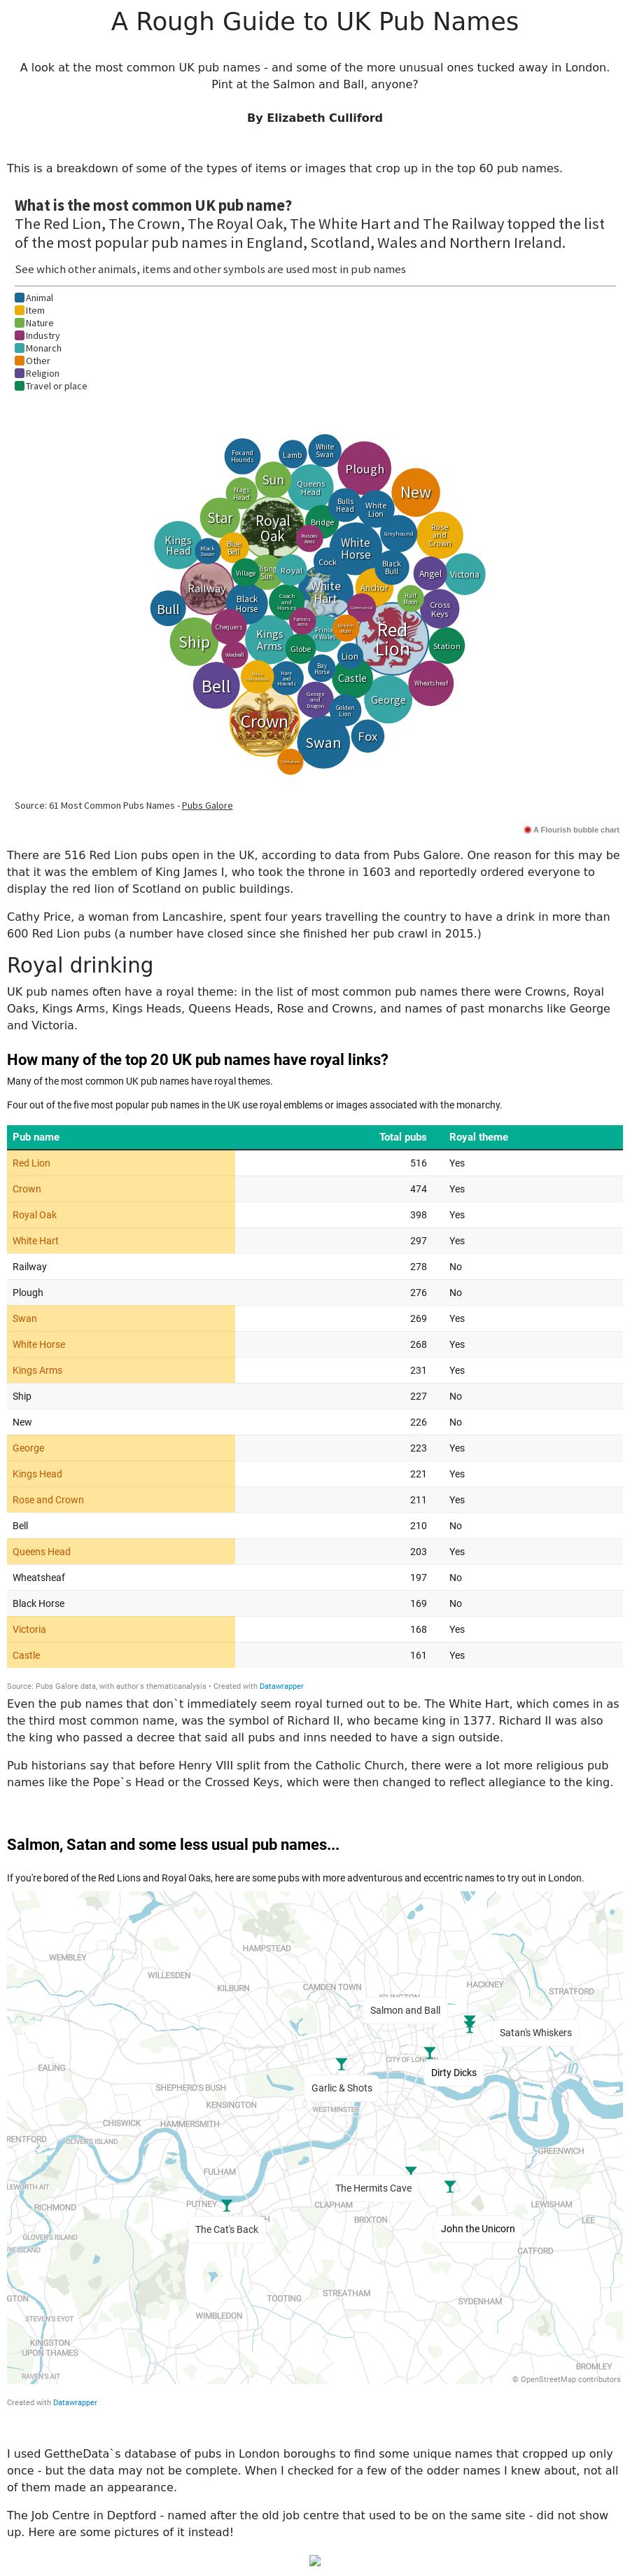 A Rough Guide to UK Pub Names
A look at the most common UK pub names - and some of the more unusual ones tucked away in London.
Pint at the Salmon and Ball, anyone?
By Elizabeth Culliford
This is a breakdown of some of the types of items or images that crop up in the top 60 pub names.
What is the most common UK pub name?
The Red Lion, The Crown, The Royal Oak, The White Hart and The Railway topped the list
of the most popular pub names in England, Scotland, Wales and Northern Ireland.
See which other animals, items and other symbols are used most in pub names
Animal
Item
Nature
Industry
Monarch
Other
Religion
Travel or place
Fox and
Hounds
Lamb
White
Swan
Plough
Sun
Queens
Head
Nags
Head
New
Bulls
Head
White
Lion
Star
Royal
Oak
Bridge
Rose
and
Crown
Greyhound
Kings
Head
Black
Swan
Blue
Bell
Masons
Arms
White
Horse
Cock
Black
Bull
Village
Rising
Sun
Royal
Angel
Victoria
Railway
White
Hart
Anchor
Half
Moon
Bull
Black
Horse
Coach
and
Horses
Commercial
Cross
Keys
Chequers
Farmers
Arms
Prince
of Wales
Green
Man
Red
Lion
Ship
Kings
Arms
Globe
Station
Windmill
Lion
Bay
Horse
Castle
Wheatsheaf
Bell
Hare
and
Hounds
George
and
Dragon
Golden
Lion
George
Crown
Swan
Fox
Source: 61 Most Common Pubs Names - Pubs Galore
A Flourish bubble chart
There are 516 Red Lion pubs open in the UK, according to data from Pubs Galore. One reason for this may be
that it was the emblem of King James I, who took the throne in 1603 and reportedly ordered everyone to
display the red lion of Scotland on public buildings.
Cathy Price, a woman from Lancashire, spent four years travelling the country to have a drink in more than
600 Red Lion pubs (a number have closed since she finished her pub crawl in 2015.)
Royal drinking
UK pub names often have a royal theme: in the list of most common pub names there were Crowns, Royal
Oaks, Kings Arms, Kings Heads, Queens Heads, Rose and Crowns, and names of past monarchs like George
and Victoria.
How many of the top 20 UK pub names have royal links?
Many of the most common UK pub names have royal themes.
Four out of the five most popular pub names in the UK use royal emblems or images associated with the monarchy.
Pub name Total pubs Royal theme
Red Lion 516 Yes
Crown 474 Yes
Royal Oak 398 Yes
White Hart 297 Yes
Railway 278 No
Plough 276 No
Swan 269 Yes
White Horse 268 Yes
Kings Arms 231 Yes
Ship 227 No
New 226 No
George 223 Yes
Kings Head 221 Yes
Rose and Crown 211 Yes
Bell 210 No
Queens Head 203 Yes
Wheatsheaf 197 No
Black Horse 169 No
Victoria 168 Yes
Castle 161 Yes
Source: Pubs Galore data, with author's thematicanalysis • Created with Datawrapper
Even the pub names that don`t immediately seem royal turned out to be. The White Hart, which comes in as
the third most common name, was the symbol of Richard II, who became king in 1377. Richard II was also
the king who passed a decree that said all pubs and inns needed to have a sign outside.
Pub historians say that before Henry VIII split from the Catholic Church, there were a lot more religious pub
names like the Pope`s Head or the Crossed Keys, which were then changed to reflect allegiance to the king.
Salmon, Satan and some less usual pub names...
If you're bored of the Red Lions and Royal Oaks, here are some pubs with more adventurous and eccentric names to try out in London.
HAMPSTEAD
WEMBLEY
WILLESDEN
KILBURN
CAMDEN TOWN
HACKNEY
STRATFORD
ISLINGTON
Salmon and Ball
Satan's Whiskers
CITY OF LONDON
EALING
Dirty Dicks
SHEPHERD'S BUSH
Garlic & Shots
KENSINGTON
WESTMINSTER
CHISWICK
HAMMERSMITH
RENTFORD
OLIVER'S ISLAND
GREENWICH
FULHAM
LEWORTH AIT
The Hermits Cave
RICHMOND
PUTNEY
CLAPHAM
LEWISHAM
BRIXTON
LEE
The Cat's Back
John the Unicorn
GLOVER'S ISLAND
CATFORD
STREATHAM
GTON
TOOTING
SYDENHAM
STEVEN'S EYOT
WIMBLEDON
KINGSTON
UPON THAMES
BROMLEY
RAVEN'S AIT
© OpenStreetMap contributors
Created with Datawrapper
I used GettheData`s database of pubs in London boroughs to find some unique names that cropped up only
once - but the data may not be complete. When I checked for a few of the odder names I knew about, not all
of them made an appearance.
The Job Centre in Deptford - named after the old job centre that used to be on the same site - did not show
up. Here are some pictures of it instead!